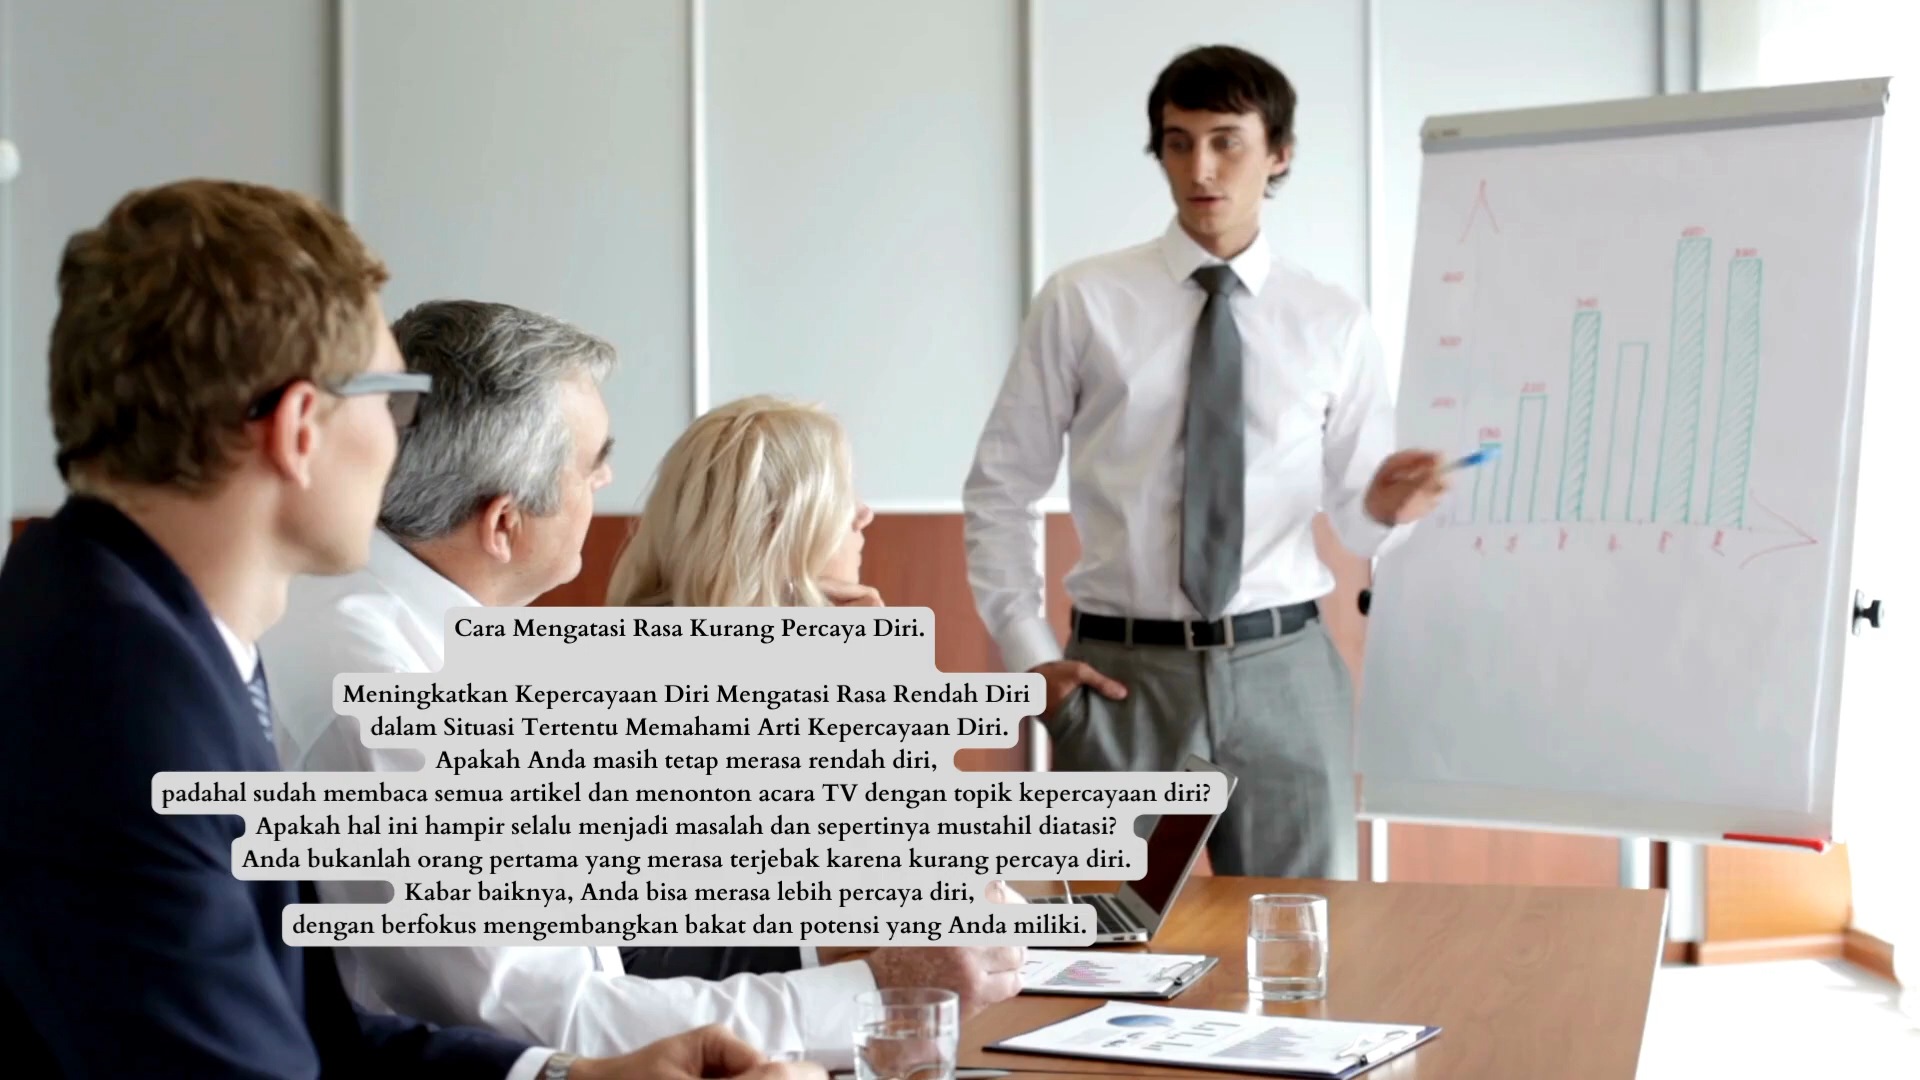 Cara Mengatasi Rasa Kurang Percaya Diri.
Meningkatkan Kepercayaan Diri Mengatasi Rasa Rendah Diri
dalam Situasi Tertentu Memahami Arti Kepercayaan Diri.
Apakah Anda masih tetap merasa rendah diri,
padahal sudah membaca semua artikel dan menonton acara TV dengan topik kepercayaan diri?
Apakah hal ini hampir selalu menjadi masalah dan sepertinya mustahil diatasi?
Anda bukanlah orang pertama yang merasa terjebak karena kurang percaya diri.
Kabar baiknya, Anda bisa merasa lebih percaya diri,
dengan berfokus mengembangkan bakat dan potensi yang Anda miliki.